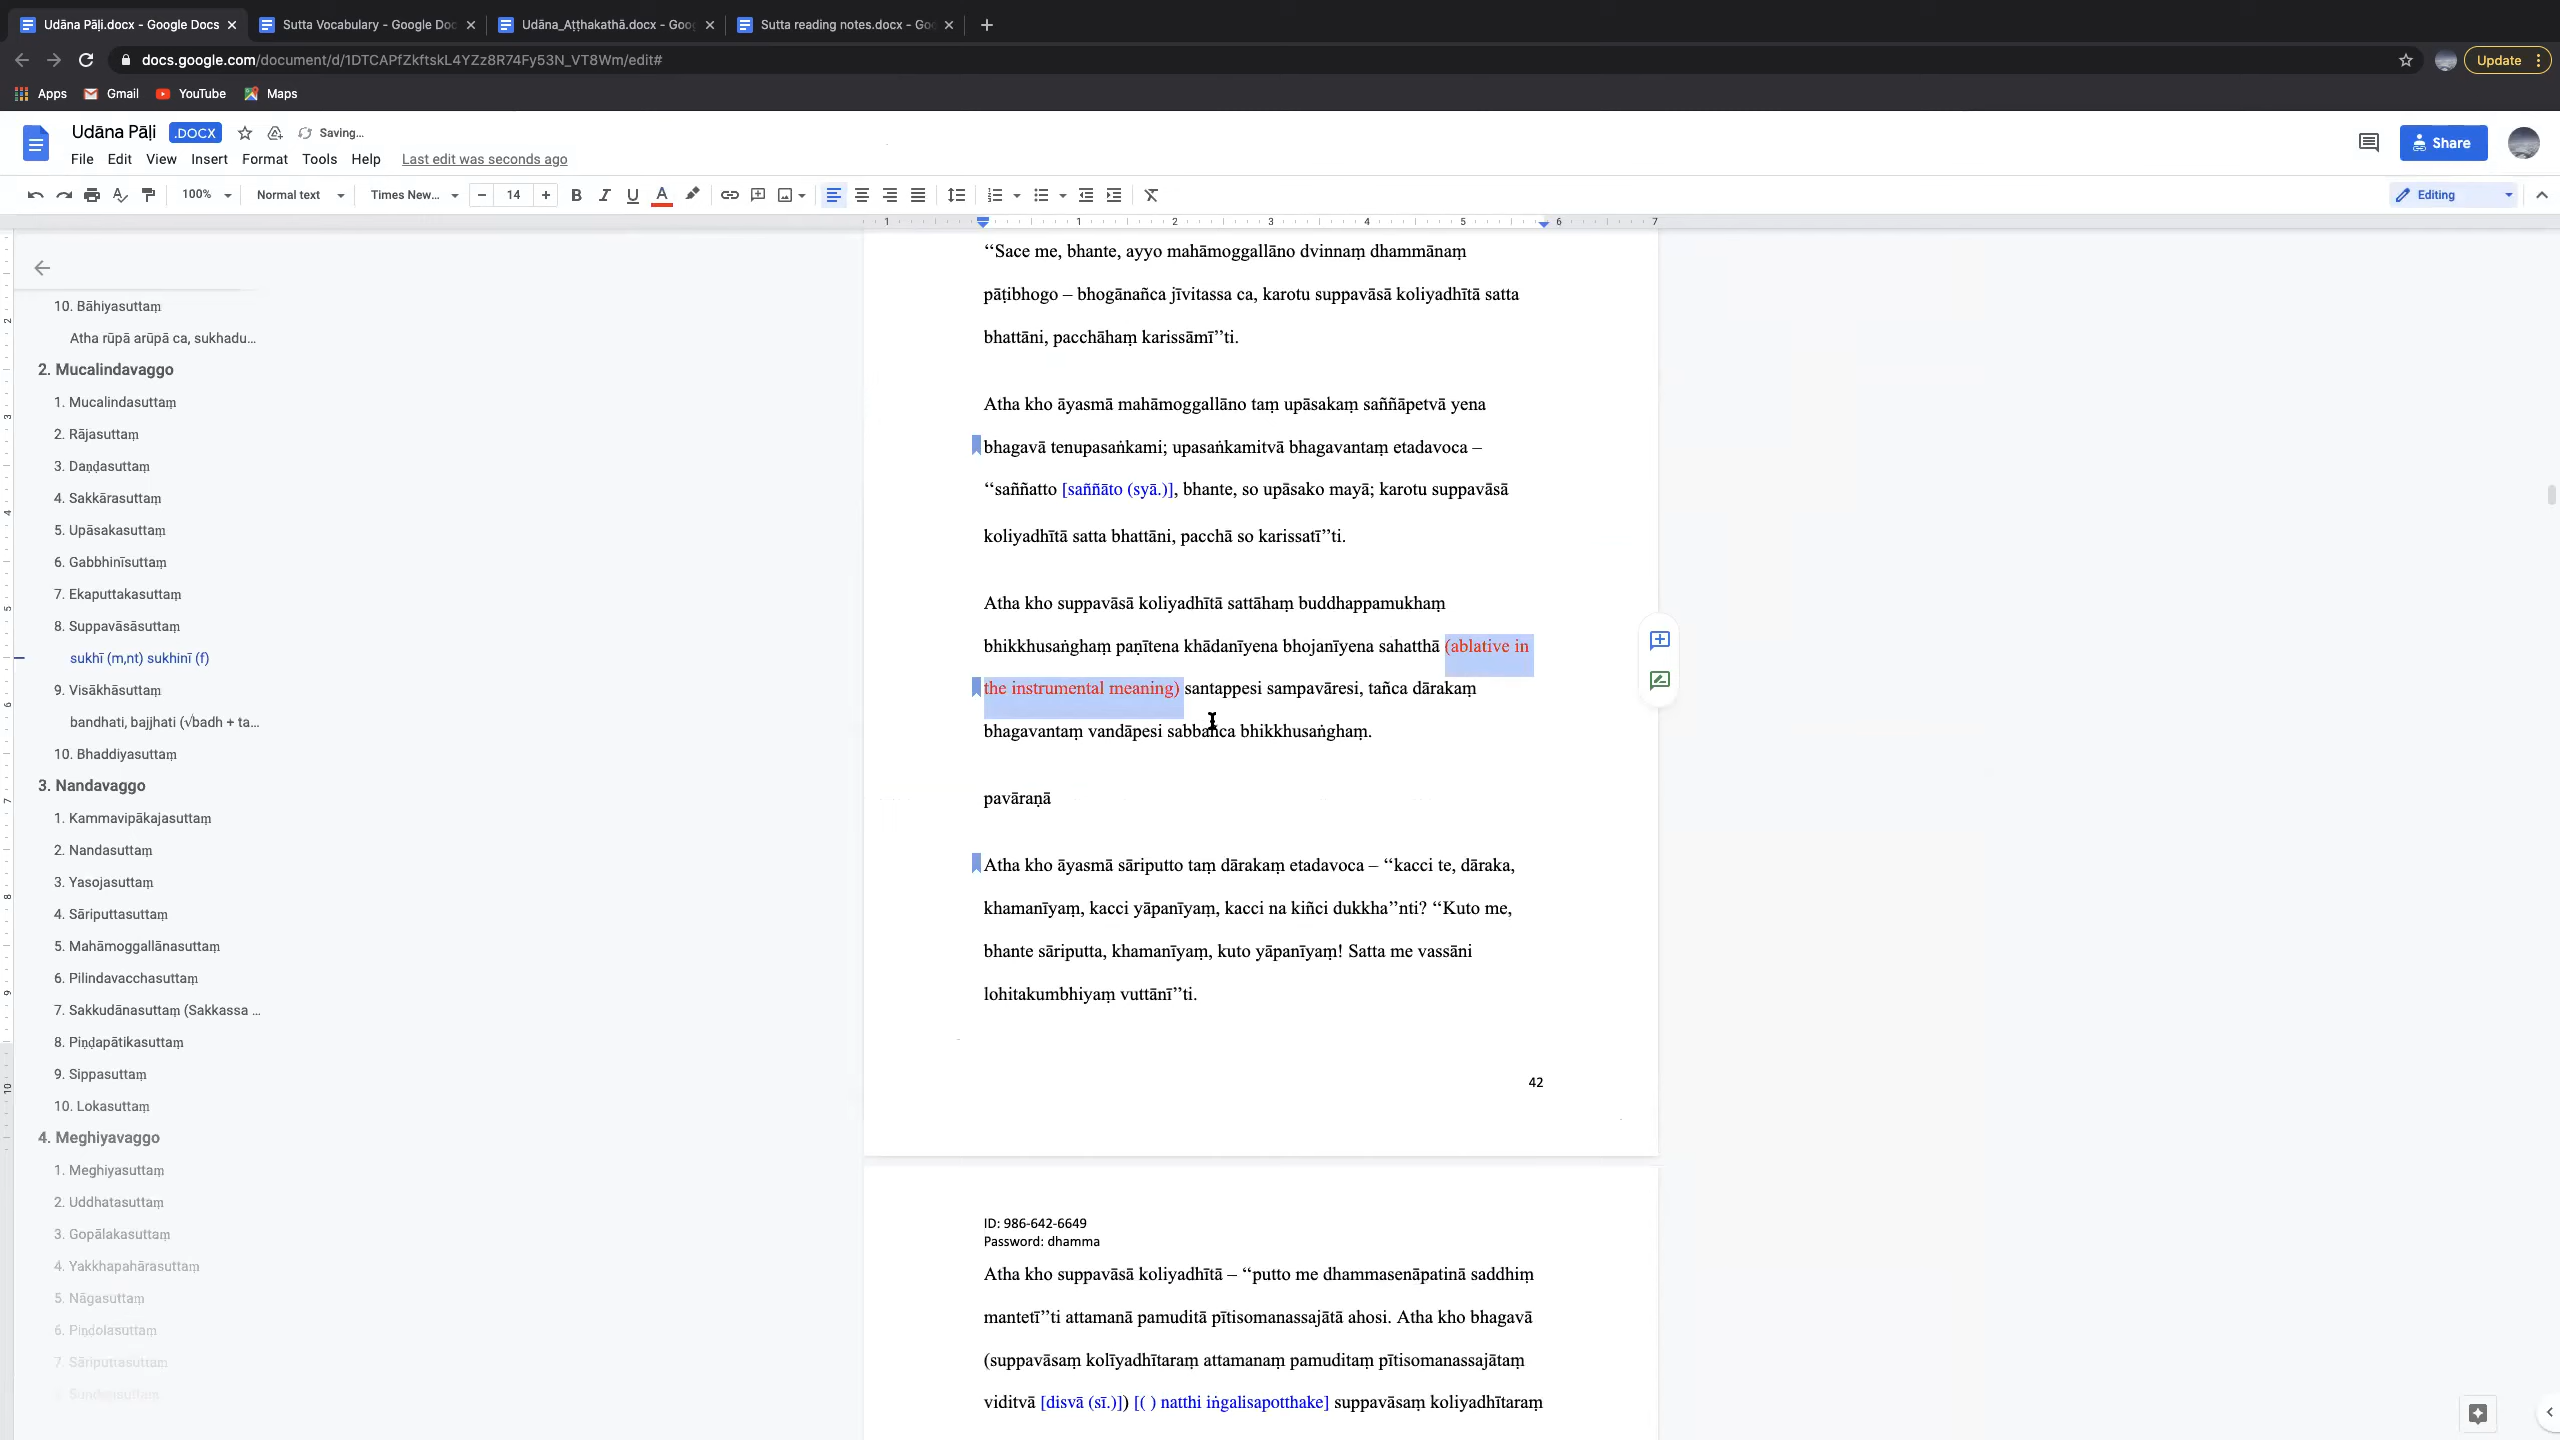 Udāna Pāḷi.docx - Google Docs
Sutta Vocabulary - Google Doc
Udāna_Aṭṭhakathā.docx - Goog
Sutta reading notes.docx - Goo
docs.google.com/document/d/1DTCAPfZkftskL4YZz8R74Fy53N_VT8Wm/edit#
Update
Apps
Gmail
YouTube
Maps
Udāna Pāḷi
.DOCX
Saving...
File Edit View Insert Format Tools Help Last edit was seconds ago
Share
100%
Normal text
Times New...
14
Editing
1 1 2 3 4 5 6 7
10. Bāhiyasuttaṃ
Atha rūpā arūpā ca, sukhadu...
2. Mucalindavaggo
1. Mucalindasuttaṃ
2. Rājasuttaṃ
3. Daṇḍasuttaṃ
4. Sakkārasuttaṃ
5. Upāsakasuttaṃ
6. Gabbhinīsuttaṃ
7. Ekaputtakasuttaṃ
8. Suppavāsāsuttaṃ
sukhī (m,nt) sukhinī (f)
9. Visākhāsuttaṃ
bandhati, bajjhati (√badh + ta...
10. Bhaddiyasuttaṃ
3. Nandavaggo
1. Kammavipākajasuttaṃ
2. Nandasuttaṃ
3. Yasojasuttaṃ
4. Sāriputtasuttaṃ
5. Mahāmoggallānasuttaṃ
6. Pilindavacchasuttaṃ
7. Sakkudānasuttaṃ (Sakkassa ...
8. Piṇḍapātikasuttaṃ
9. Sippasuttaṃ
10. Lokasuttaṃ
4. Meghiyavaggo
1. Meghiyasuttaṃ
2. Uddhatasuttaṃ
3. Gopālakasuttaṃ
4. Yakkhapahārasuttaṃ
5. Nāgasuttaṃ
6. Piṇḍolasuttaṃ
7. Sāriputtasuttaṃ
‘‘Sace me, bhante, ayyo mahāmoggallāno dvinnaṃ dhammānaṃ
pāṭibhogo – bhogānañca jīvitassa ca, karotu suppavāsā koliyadhītā satta
bhattāni, pacchāhaṃ karissāmī’’ti.
Atha kho āyasmā mahāmoggallāno taṃ upāsakaṃ saññāpetvā yena
bhagavā tenupasaṅkami; upasaṅkamitvā bhagavantaṃ etadavoca –
‘‘saññatto [saññāto (syā.)], bhante, so upāsako mayā; karotu suppavāsā
koliyadhītā satta bhattāni, pacchā so karissatī’’ti.
Atha kho suppavāsā koliyadhītā sattāhaṃ buddhappamukhaṃ
bhikkhusaṅghaṃ paṇītena khādanīyena bhojanīyena sahatthā (ablative in
the instrumental meaning) santappesi sampavāresi, tañca dārakaṃ
bhagavantaṃ vandāpesi sabbañca bhikkhusaṅghaṃ.
pavāraṇā
Atha kho āyasmā sāriputto taṃ dārakaṃ etadavoca – ‘‘kacci te, dāraka,
khamanīyaṃ, kacci yāpanīyaṃ, kacci na kiñci dukkha’’nti? ‘‘Kuto me,
bhante sāriputta, khamanīyaṃ, kuto yāpanīyaṃ! Satta me vassāni
lohitakumbhiyaṃ vuttānī’’ti.
42
ID: 986-642-6649
Password: dhamma
Atha kho suppavāsā koliyadhītā – ‘‘putto me dhammasenāpatinā saddhiṃ
mantetī’’ti attamanā pamuditā pītisomanassajātā ahosi. Atha kho bhagavā
(suppavāsaṃ kolīyadhītaraṃ attamanaṃ pamuditaṃ pītisomanassajātaṃ
viditvā [disvā (sī.)]) [( ) natthi iṅgalisapotthake] suppavāsaṃ koliyadhītaraṃ